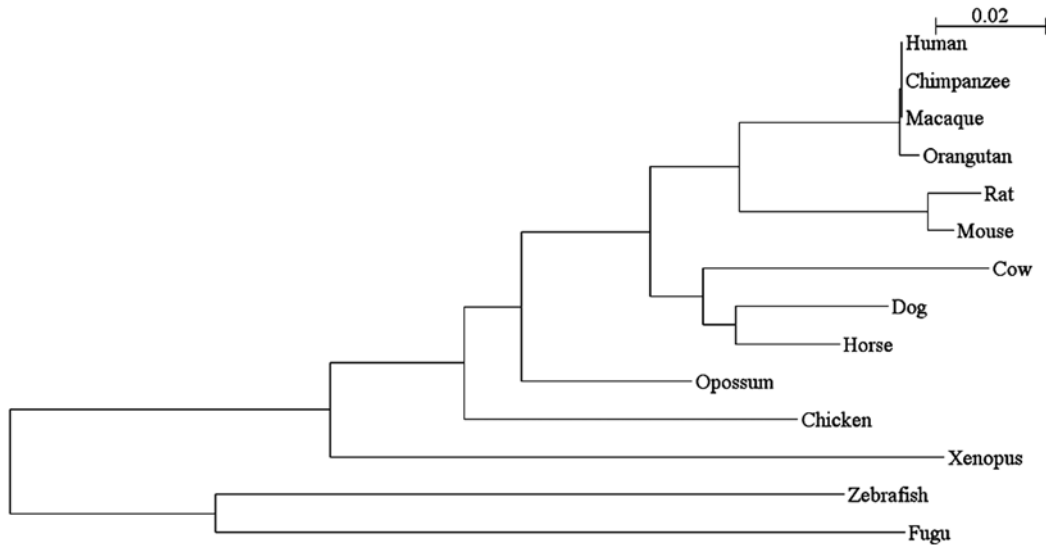 0.02
Human
Chimpanzee
Macaque
Orangutan
Rat
Mouse
Cow
Dog
Horse
Opossum
Chicken
Xenopus
Zebrafish
Fugu